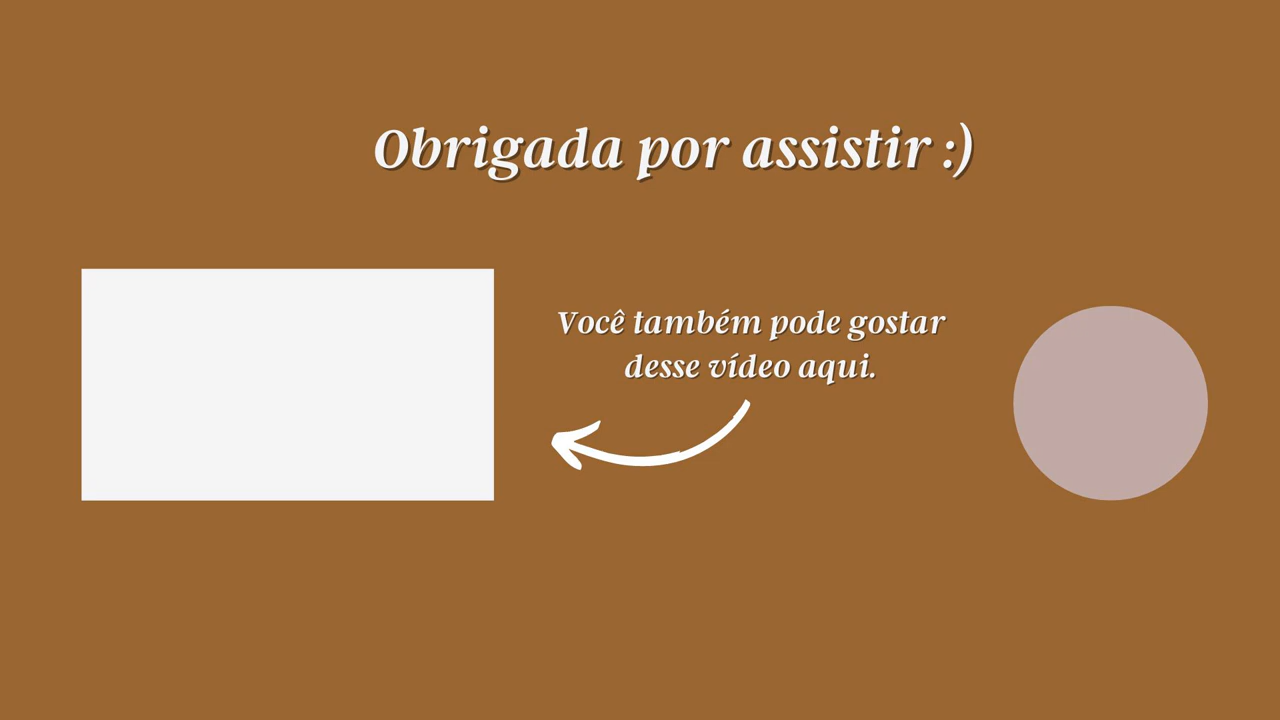 Obrigada por assistir :)
Você também pode gostar
desse vídeo aqui.